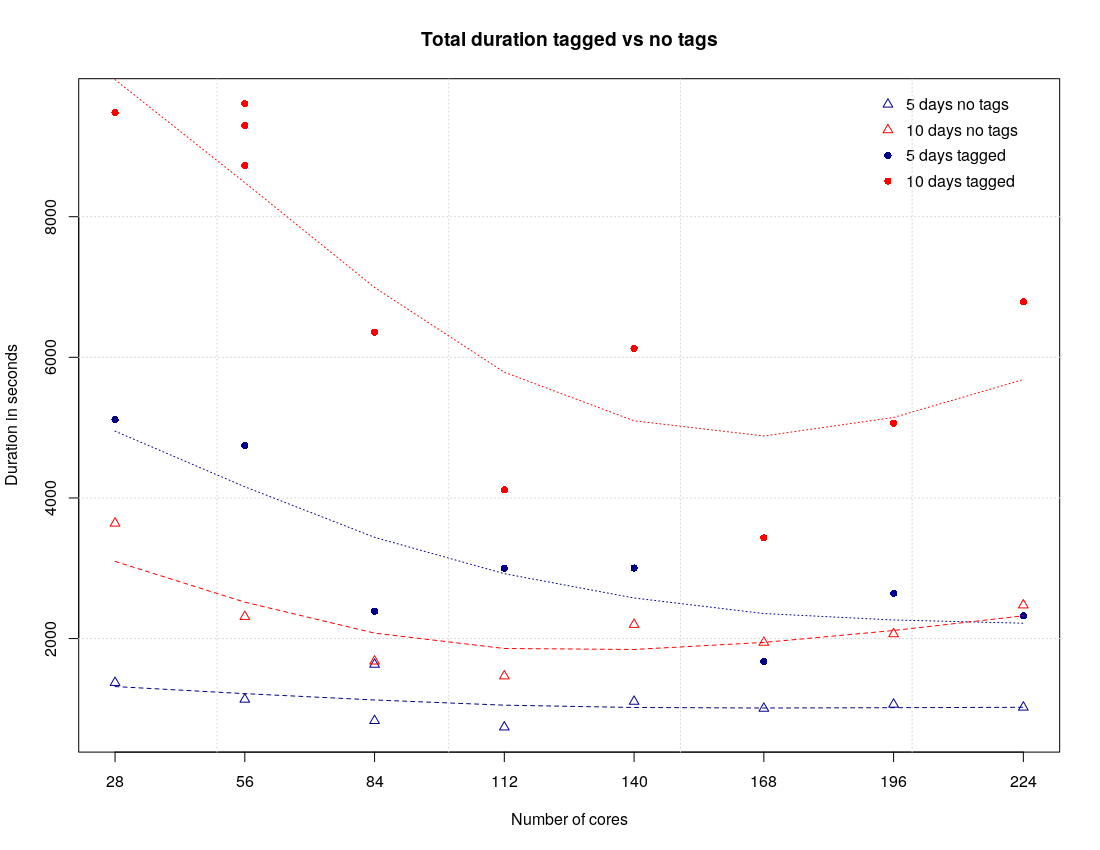 Total duration tagged vs no tags
5 days no tags
10 days no tags
5 days tagged
10 days tagged
8000
6000
4000
2000
Duration in seconds
28 56 84 112 140 168 196 224
Number of cores